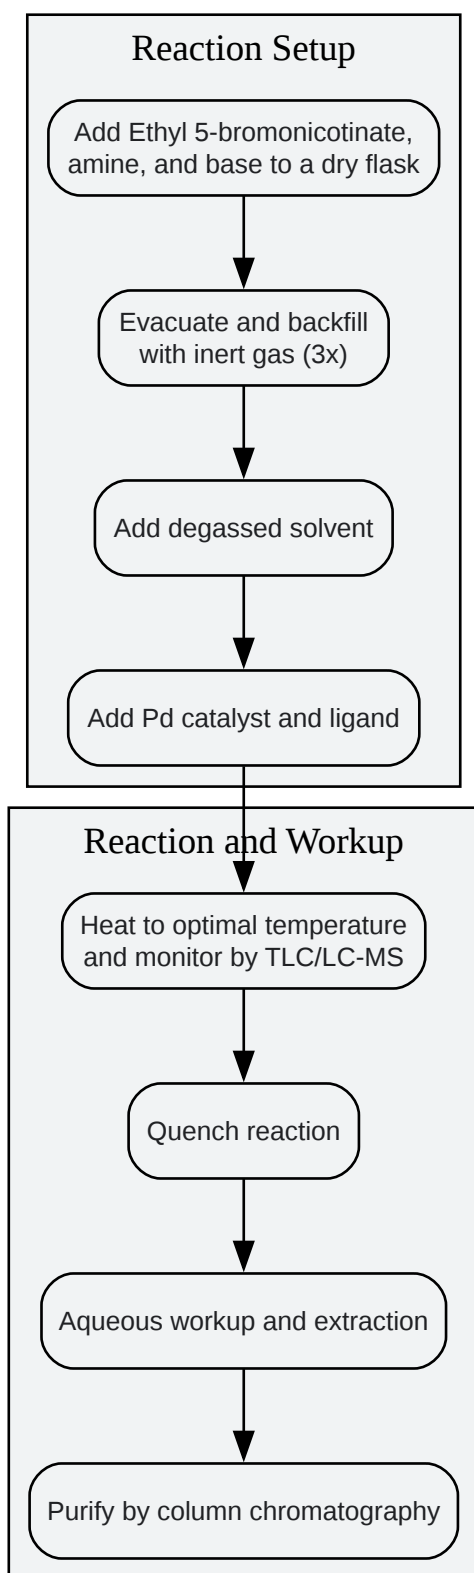 Reaction Setup
Add Ethyl 5-bromonicotinate,
amine, and base to a dry flask
Evacuate and backfill
with inert gas (3x)
Add degassed solvent
Add Pd catalyst and ligand
Reaction and Workup
Heat to optimal temperature
and monitor by TLC/LC-MS
Quench reaction
Aqueous workup and extraction
Purify by column chromatography